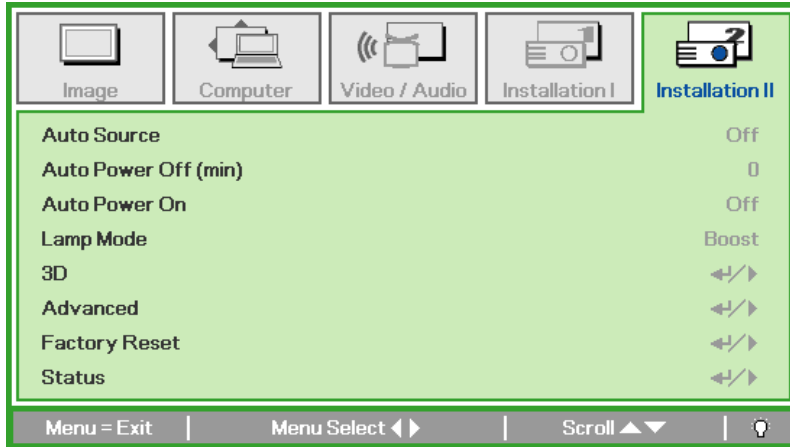 Image Computer Video / Audio Installation I Installation II
Auto Source Off
Auto Power Off (min) 0
Auto Power On Off
Lamp Mode Boost
3D
Advanced
Factory Reset
Status
Menu = Exit Menu Select Scroll